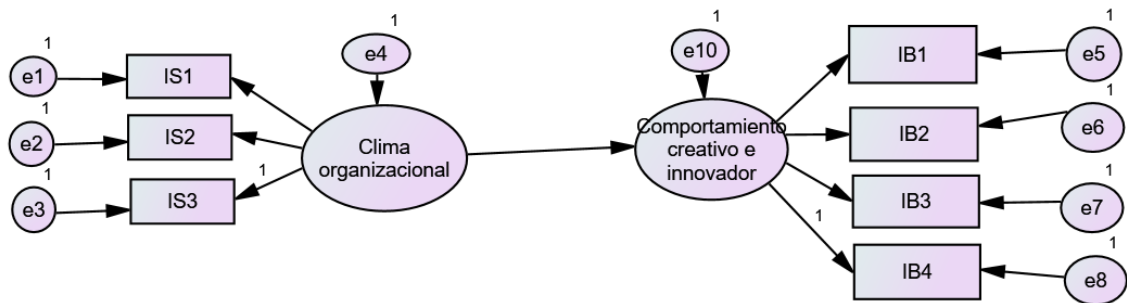 1
e1
IS1
1
e2
IS2
1
e3
IS3
1
1
e4
Clima
organizacional
1
e10
Comportamiento
creativo e
innovador
1
IB1
1
e5
IB2
1
e6
IB3
1
e7
IB4
1
e8